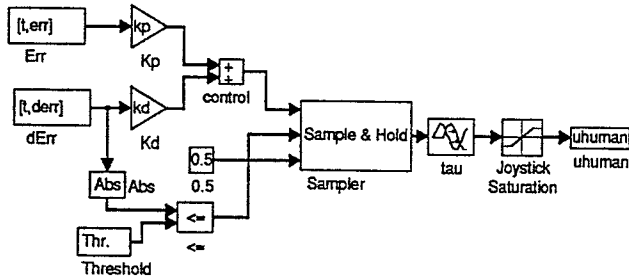 [t,err]
Err
kp
Kp
+
+
control
[t,derr]
dErr
kd
Kd
Abs
Abs
Thr.
Threshold
<=
<=
0.5
0.5
Sample & Hold
Sampler
tau
Joystick
Saturation
uhuman
uhuman